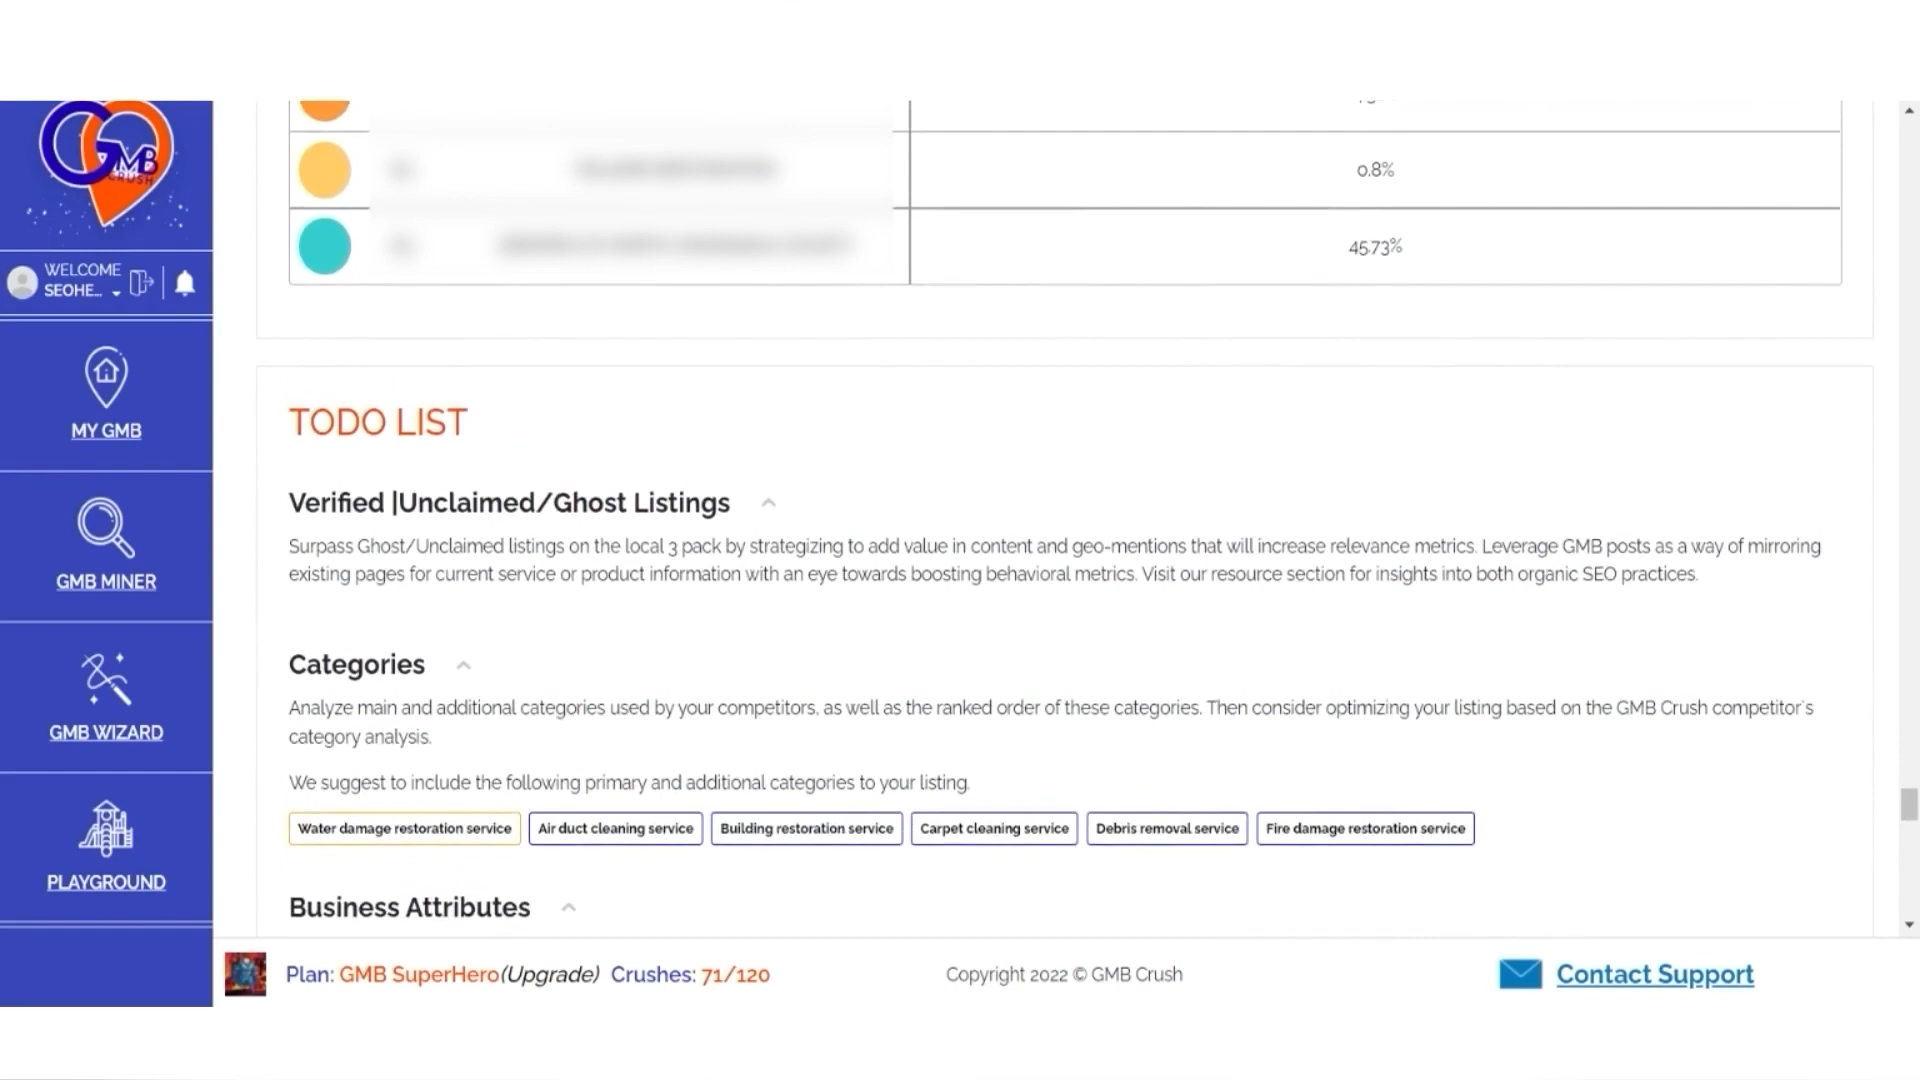 GMB
CRUSH
0.8%
45.73%
WELCOME
SEOHE...
MY GMB
GMB MINER
GMB WIZARD
PLAYGROUND
TODO LIST
Verified |Unclaimed/Ghost Listings
Surpass Ghost/Unclaimed listings on the local 3 pack by strategizing to add value in content and geo-mentions that will increase relevance metrics. Leverage GMB posts as a way of mirroring
existing pages for current service or product information with an eye towards boosting behavioral metrics. Visit our resource section for insights into both organic SEO practices.
Categories
Analyze main and additional categories used by your competitors, as well as the ranked order of these categories. Then consider optimizing your listing based on the GMB Crush competitor's
category analysis.
We suggest to include the following primary and additional categories to your listing.
Water damage restoration service Air duct cleaning service Building restoration service Carpet cleaning service Debris removal service Fire damage restoration service
Business Attributes
Plan: GMB SuperHero(Upgrade) Crushes: 71/120 Copyright 2022 © GMB Crush Contact Support